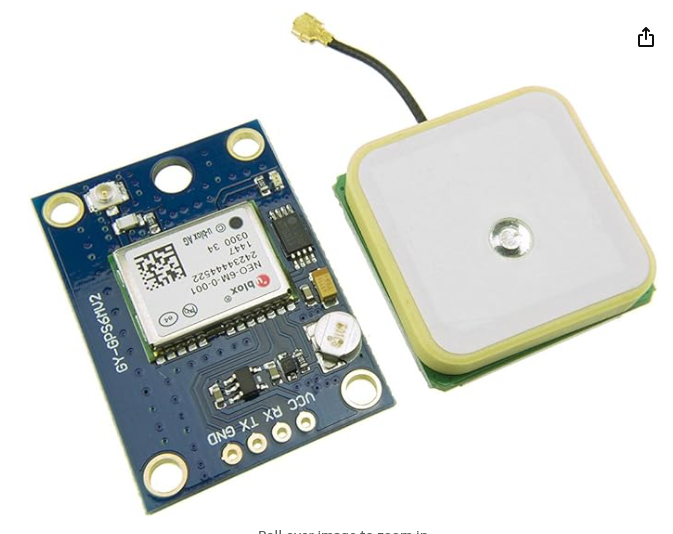 GY-GPS6MV2
ublox®
NEO-6M-0-001
24234444522
1447
0300 34
© u-blox AG
VCC RX TX GND
Roll over image to zoom in